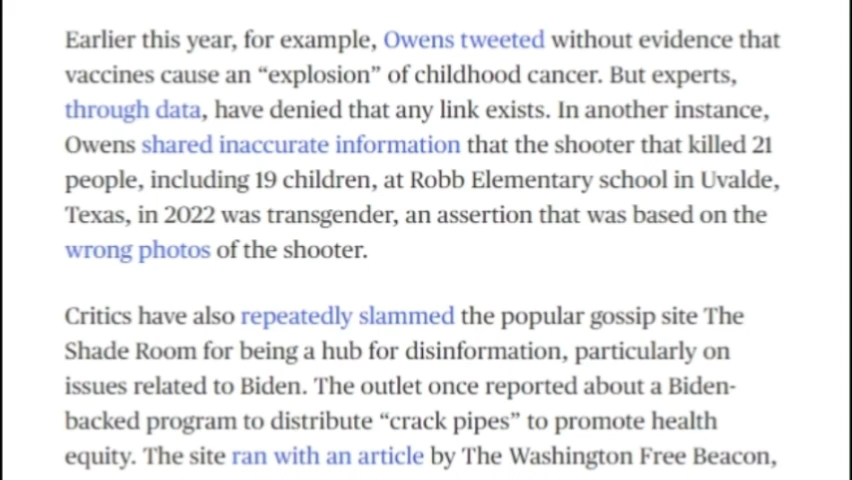 Earlier this year, for example, Owens tweeted without evidence that
vaccines cause an “explosion” of childhood cancer. But experts,
through data, have denied that any link exists. In another instance,
Owens shared inaccurate information that the shooter that killed 21
people, including 19 children, at Robb Elementary school in Uvalde,
Texas, in 2022 was transgender, an assertion that was based on the
wrong photos of the shooter.
Critics have also repeatedly slammed the popular gossip site The
Shade Room for being a hub for disinformation, particularly on
issues related to Biden. The outlet once reported about a Biden-
backed program to distribute “crack pipes” to promote health
equity. The site ran with an article by The Washington Free Beacon,